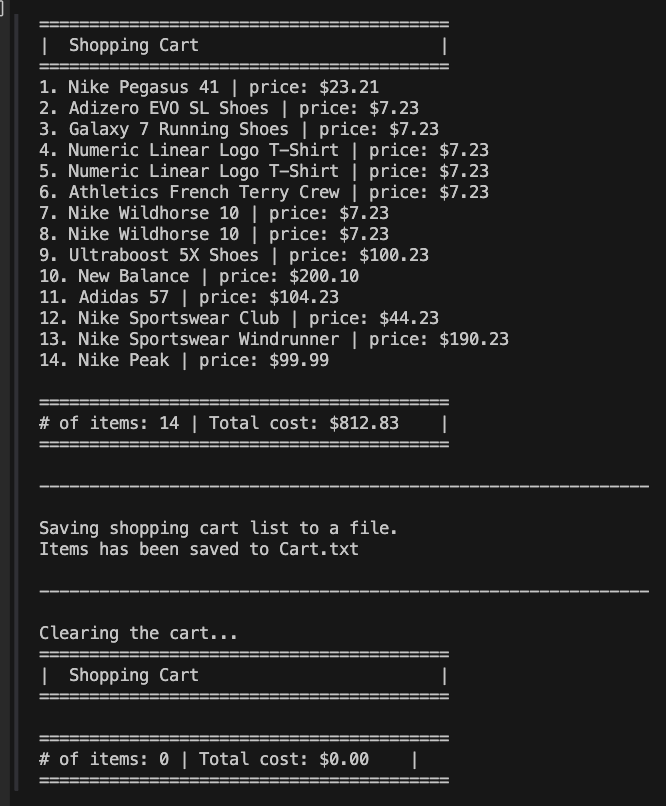 =========================================
|  Shopping Cart                        |
=========================================
1. Nike Pegasus 41 | price: $23.21
2. Adizero EVO SL Shoes | price: $7.23
3. Galaxy 7 Running Shoes | price: $7.23
4. Numeric Linear Logo T-Shirt | price: $7.23
5. Numeric Linear Logo T-Shirt | price: $7.23
6. Athletics French Terry Crew | price: $7.23
7. Nike Wildhorse 10 | price: $7.23
8. Nike Wildhorse 10 | price: $7.23
9. Ultraboost 5X Shoes | price: $100.23
10. New Balance | price: $200.10
11. Adidas 57 | price: $104.23
12. Nike Sportswear Club | price: $44.23
13. Nike Sportswear Windrunner | price: $190.23
14. Nike Peak | price: $99.99

=========================================
# of items: 14 | Total cost: $812.83    |
=========================================

_____________________________________________________________

Saving shopping cart list to a file.
Items has been saved to Cart.txt

_____________________________________________________________

Clearing the cart...
=========================================
|  Shopping Cart                        |
=========================================

=========================================
# of items: 0 | Total cost: $0.00    |
=========================================